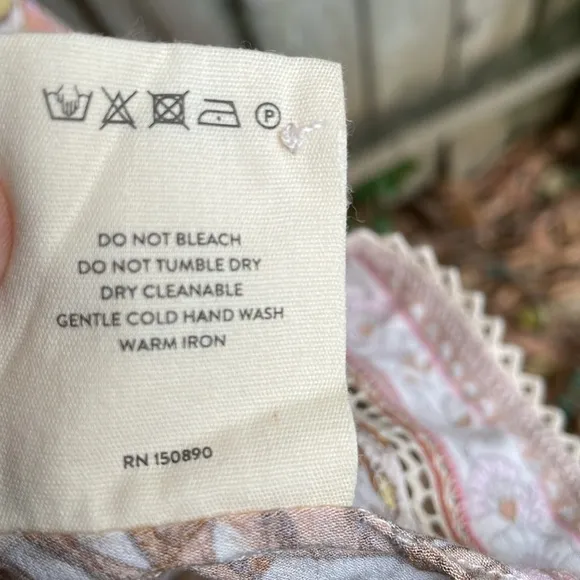 P
DO NOT BLEACH
DO NOT TUMBLE DRY
DRY CLEANABLE
GENTLE COLD HAND WASH
WARM IRON
RN 150890